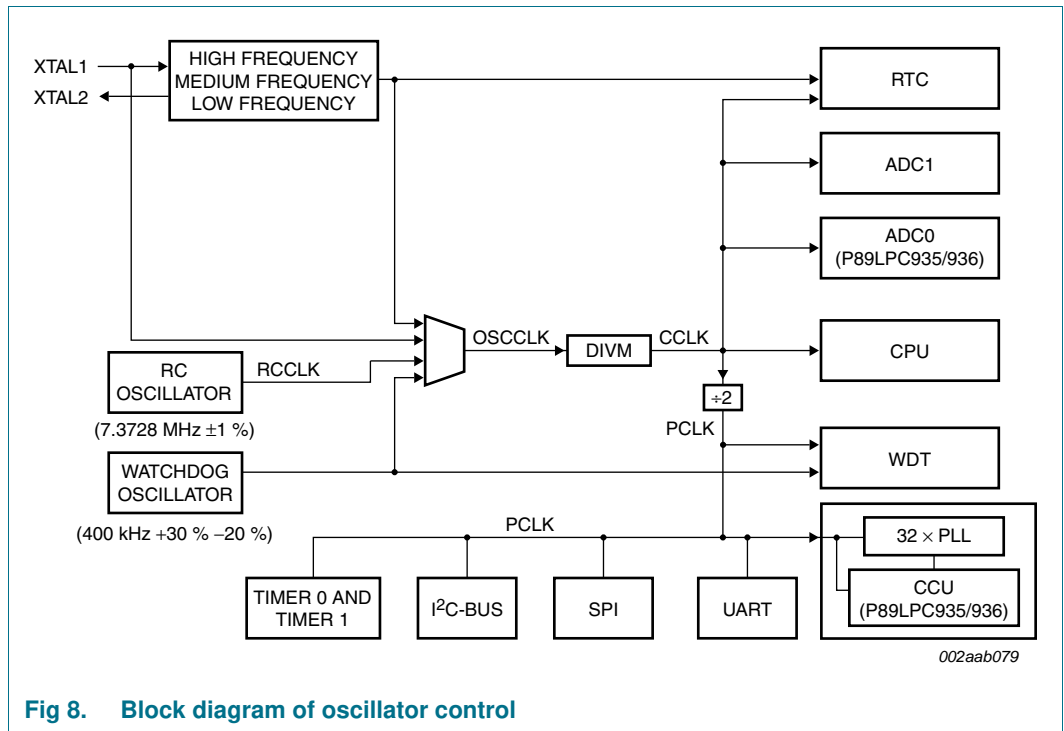 XTAL1
XTAL2
HIGH FREQUENCY
MEDIUM FREQUENCY
LOW FREQUENCY
RTC
ADC1
ADC0
(P89LPC935/936)
OSCCLK
DIVM
CCLK
CPU
RC
OSCILLATOR
RCCLK
(7.3728 MHz ±1 %)
÷2
PCLK
WATCHDOG
OSCILLATOR
(400 kHz +30 % −20 %)
WDT
PCLK
32 × PLL
CCU
(P89LPC935/936)
TIMER 0 AND
TIMER 1
I²C-BUS
SPI
UART
002aab079
Fig 8. Block diagram of oscillator control